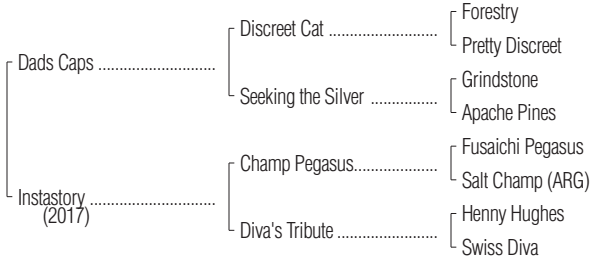 Forestry
Discreet Cat ......................
Pretty Discreet
Dads Caps ..............................
Grindstone
Seeking the Silver .................
Apache Pines
Fusaichi Pegasus
Champ Pegasus.....................
Salt Champ (ARG)
Instastory ................................
(2017)
Henny Hughes
Diva's Tribute .........................
Swiss Diva